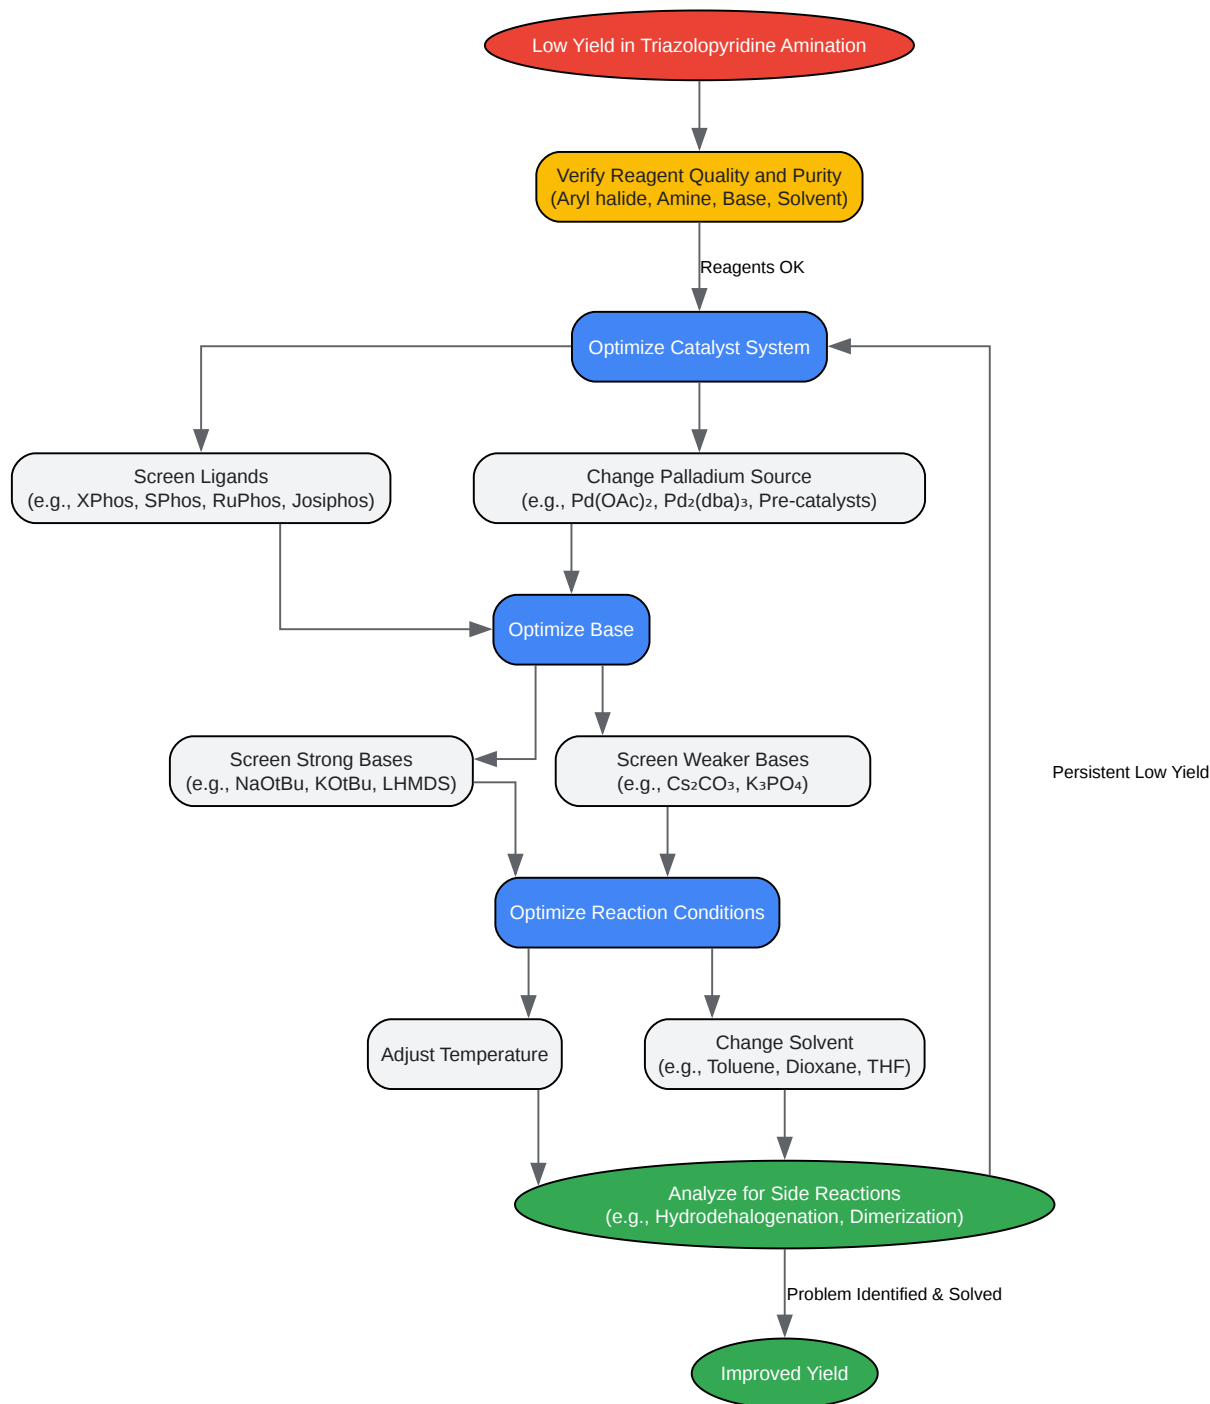 Low Yield in Triazolopyridine Amination
Verify Reagent Quality and Purity
(Aryl halide, Amine, Base, Solvent)
Reagents OK
Optimize Catalyst System
Screen Ligands
(e.g., XPhos, SPhos, RuPhos, Josiphos)
Change Palladium Source
(e.g., Pd(OAc)₂, Pd₂(dba)₃, Pre-catalysts)
Optimize Base
Screen Strong Bases
(e.g., NaOtBu, KOtBu, LHMDS)
Screen Weaker Bases
(e.g., Cs₂CO₃, K₃PO₄)
Persistent Low Yield
Optimize Reaction Conditions
Adjust Temperature
Change Solvent
(e.g., Toluene, Dioxane, THF)
Analyze for Side Reactions
(e.g., Hydrodehalogenation, Dimerization)
Problem Identified & Solved
Improved Yield